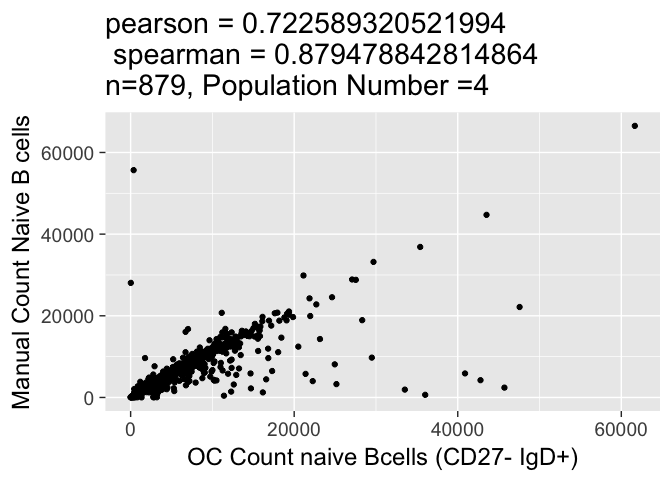 pearson = 0.722589320521994
spearman = 0.879478842814864
n=879, Population Number =4
Manual Count Naive B cells
60000
40000
20000
0
0 20000 40000 60000
OC Count naive Bcells (CD27- IgD+)